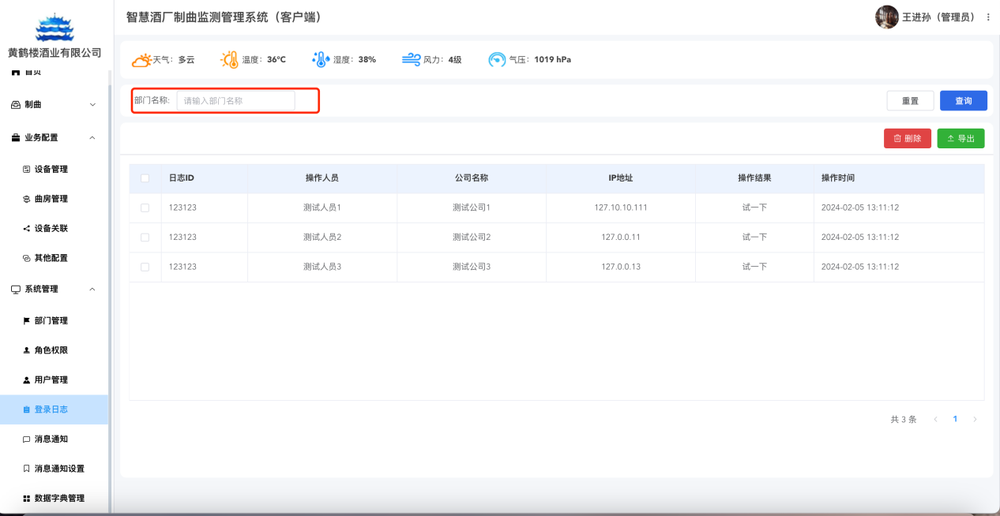 智慧酒厂制曲监测管理系统（客户端）
王进孙（管理员）
黄鹤楼酒业有限公司
首页
制曲
业务配置
设备管理
曲房管理
设备关联
其他配置
系统管理
部门管理
角色权限
用户管理
登录日志
消息通知
消息通知设置
数据字典管理
天气： 多云 温度： 36°C 湿度： 38% 风力： 4级 气压： 1019 hPa
部门名称: 请输入部门名称 重置 查询
删除 导出
日志ID 操作人员 公司名称 IP地址 操作结果 操作时间
123123 测试人员1 测试公司1 127.10.10.111 试一下 2024-02-05 13:11:12
123123 测试人员2 测试公司2 127.0.0.11 试一下 2024-02-05 13:11:12
123123 测试人员3 测试公司3 127.0.0.13 试一下 2024-02-05 13:11:12
共 3 条 1